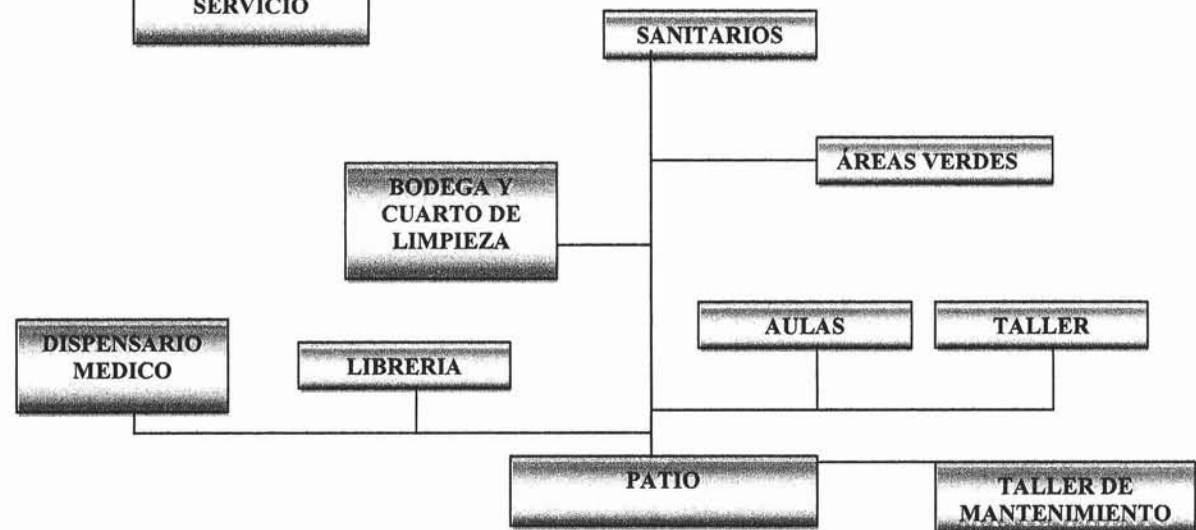 SERVICIO
SANITARIOS
ÁREAS VERDES
BODEGA Y
CUARTO DE
LIMPIEZA
AULAS
TALLER
DISPENSARIO
MEDICO
LIBRERIA
PATIO
TALLER DE
MANTENIMIENTO